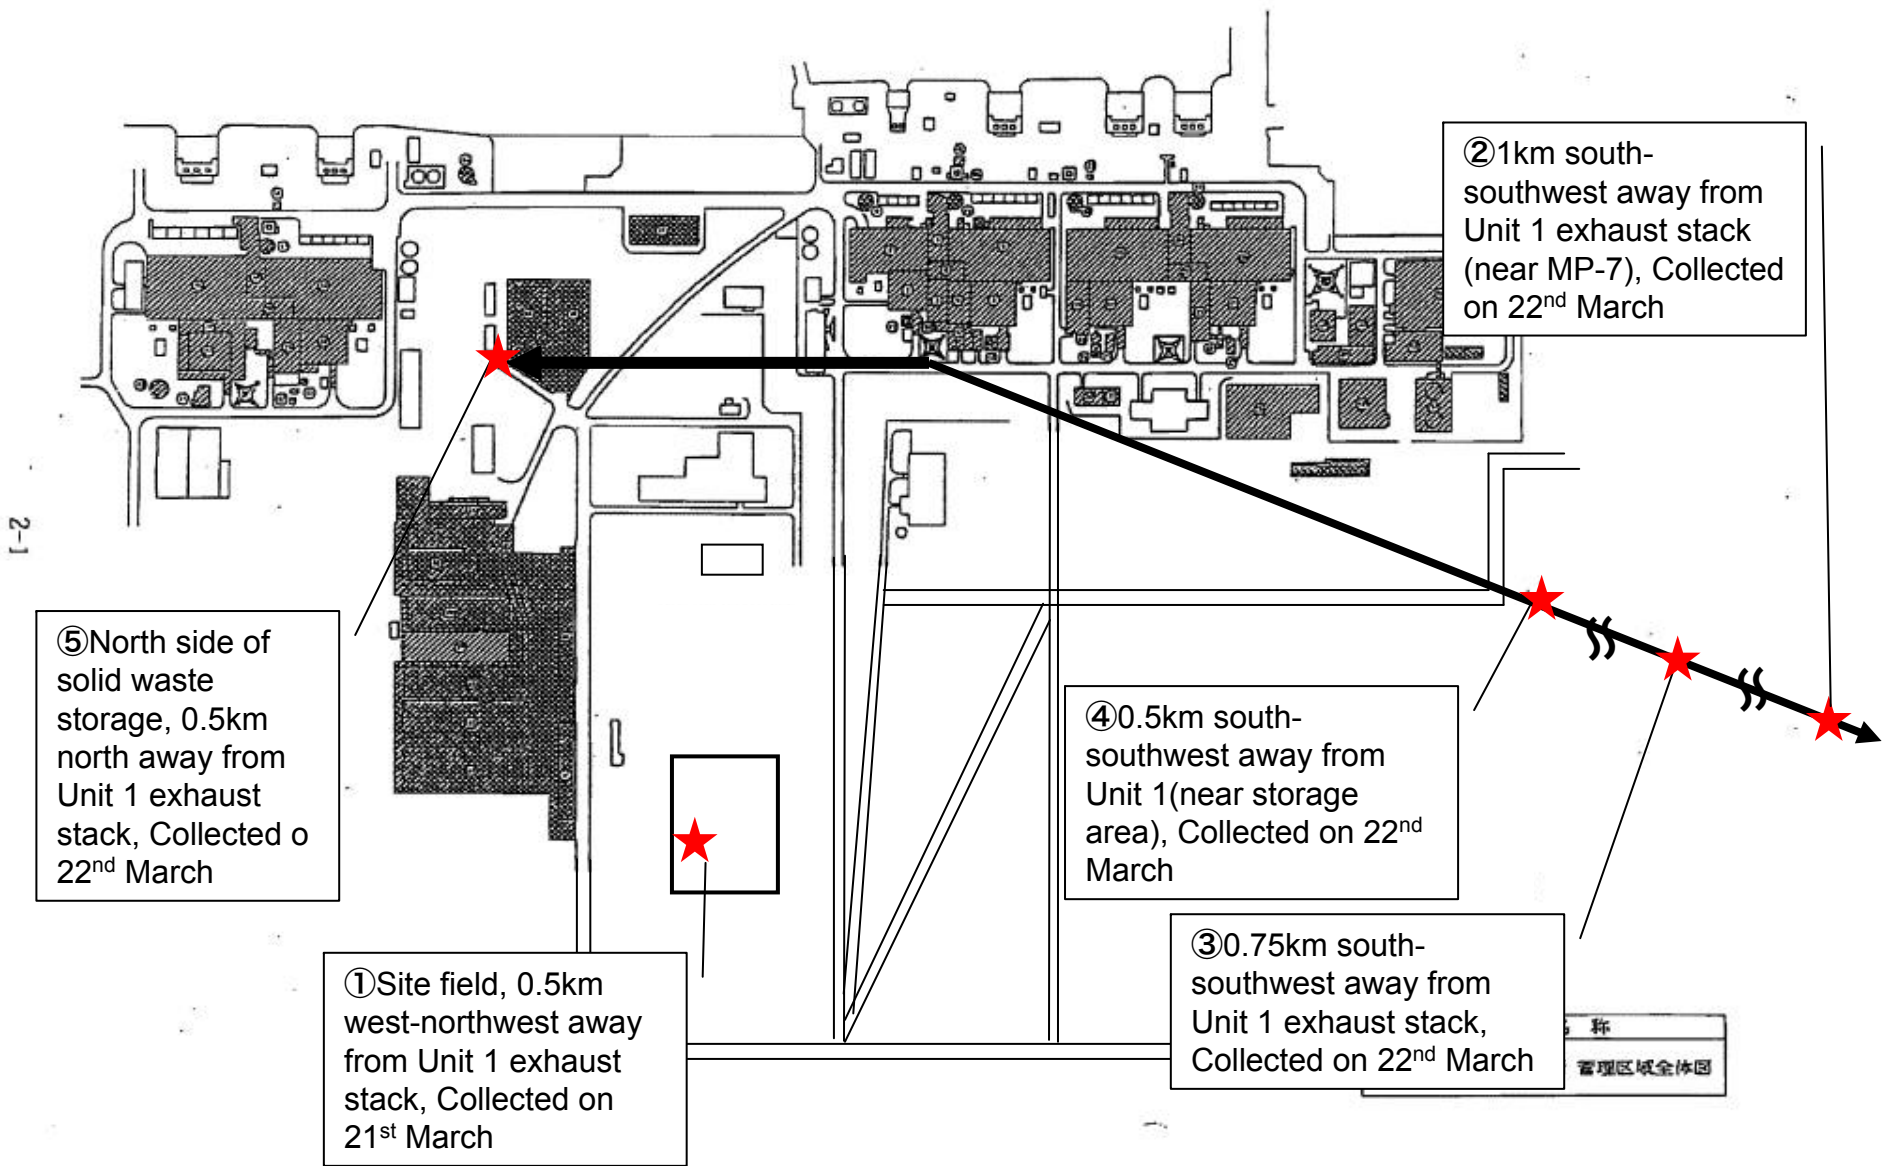 ②1km south-
southwest away from
Unit 1 exhaust stack
(near MP-7), Collected
on 22nd March
2-1
⑤North side of
solid waste
storage, 0.5km
north away from
Unit 1 exhaust
stack, Collected o
22nd March
④0.5km south-
southwest away from
Unit 1(near storage
area), Collected on 22nd
March
③0.75km south-
southwest away from
Unit 1 exhaust stack,
Collected on 22nd March
①Site field, 0.5km
west-northwest away
from Unit 1 exhaust
stack, Collected on
21st March
称
管理区域全体図